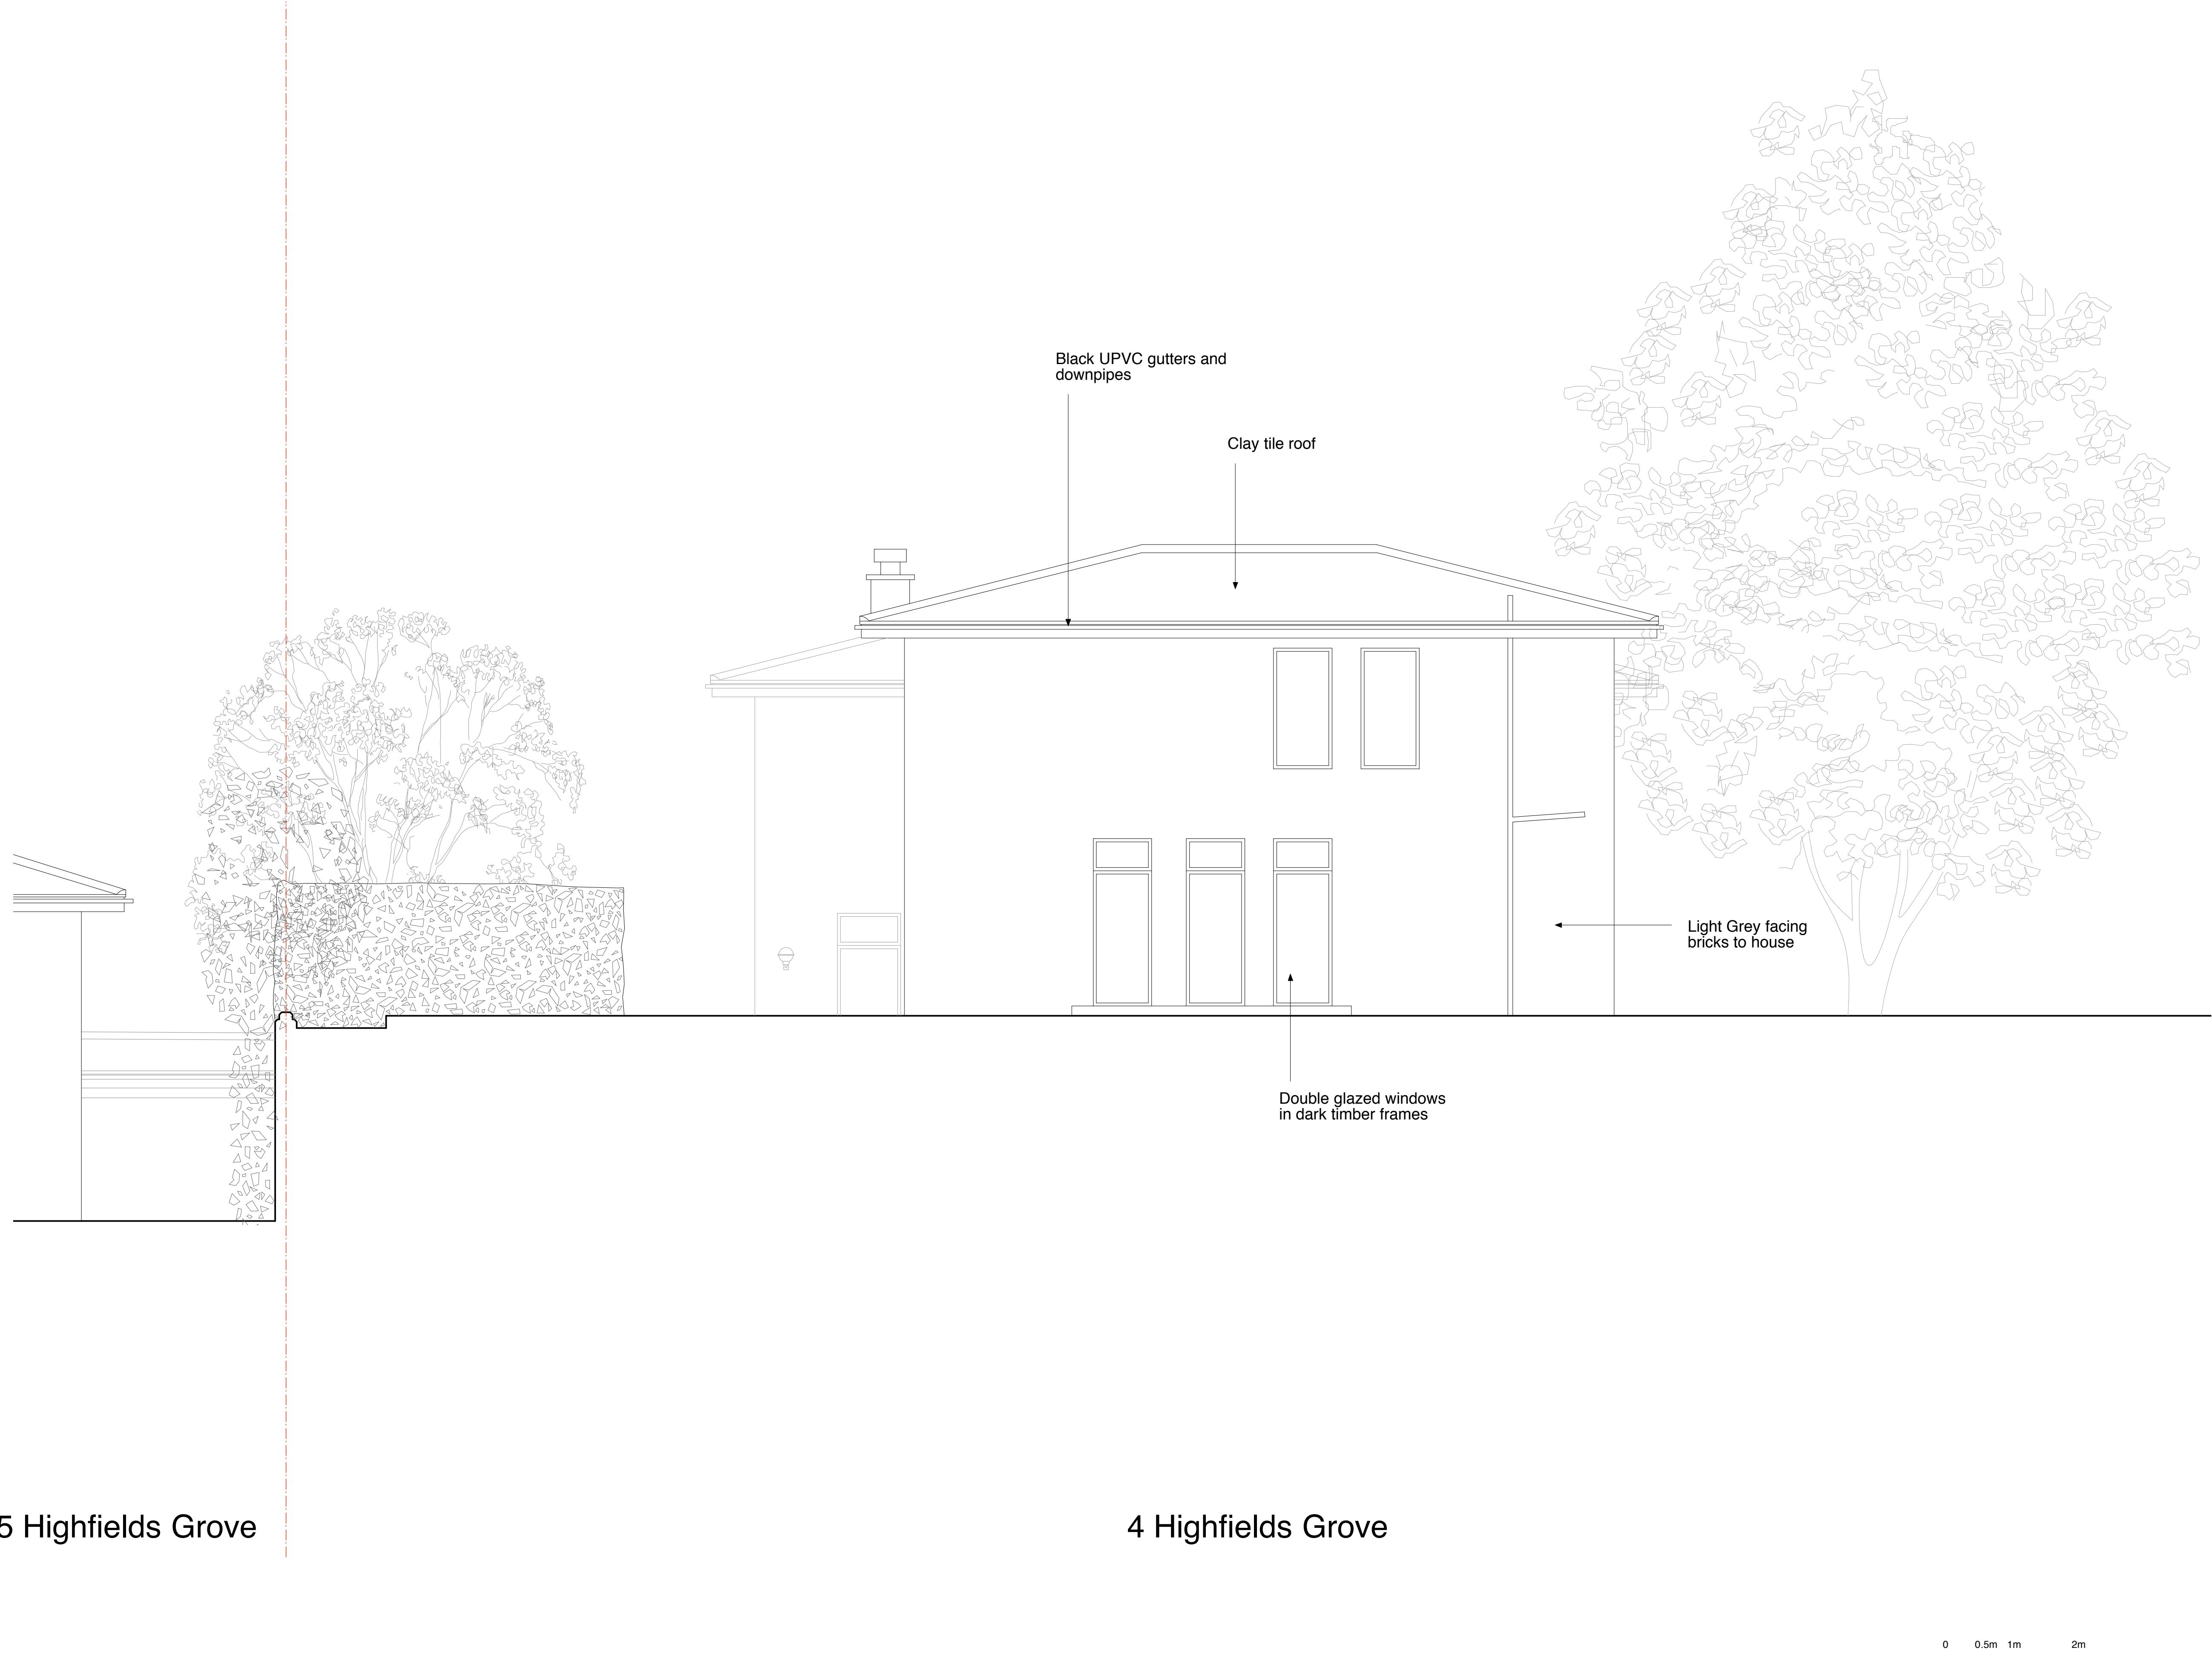 Black UPVC gutters and
downpipes
Clay tile roof
Light Grey facing
bricks to house
Double glazed windows
in dark timber frames
5 Highfields Grove
4 Highfields Grove
0 0.5m 1m 2m